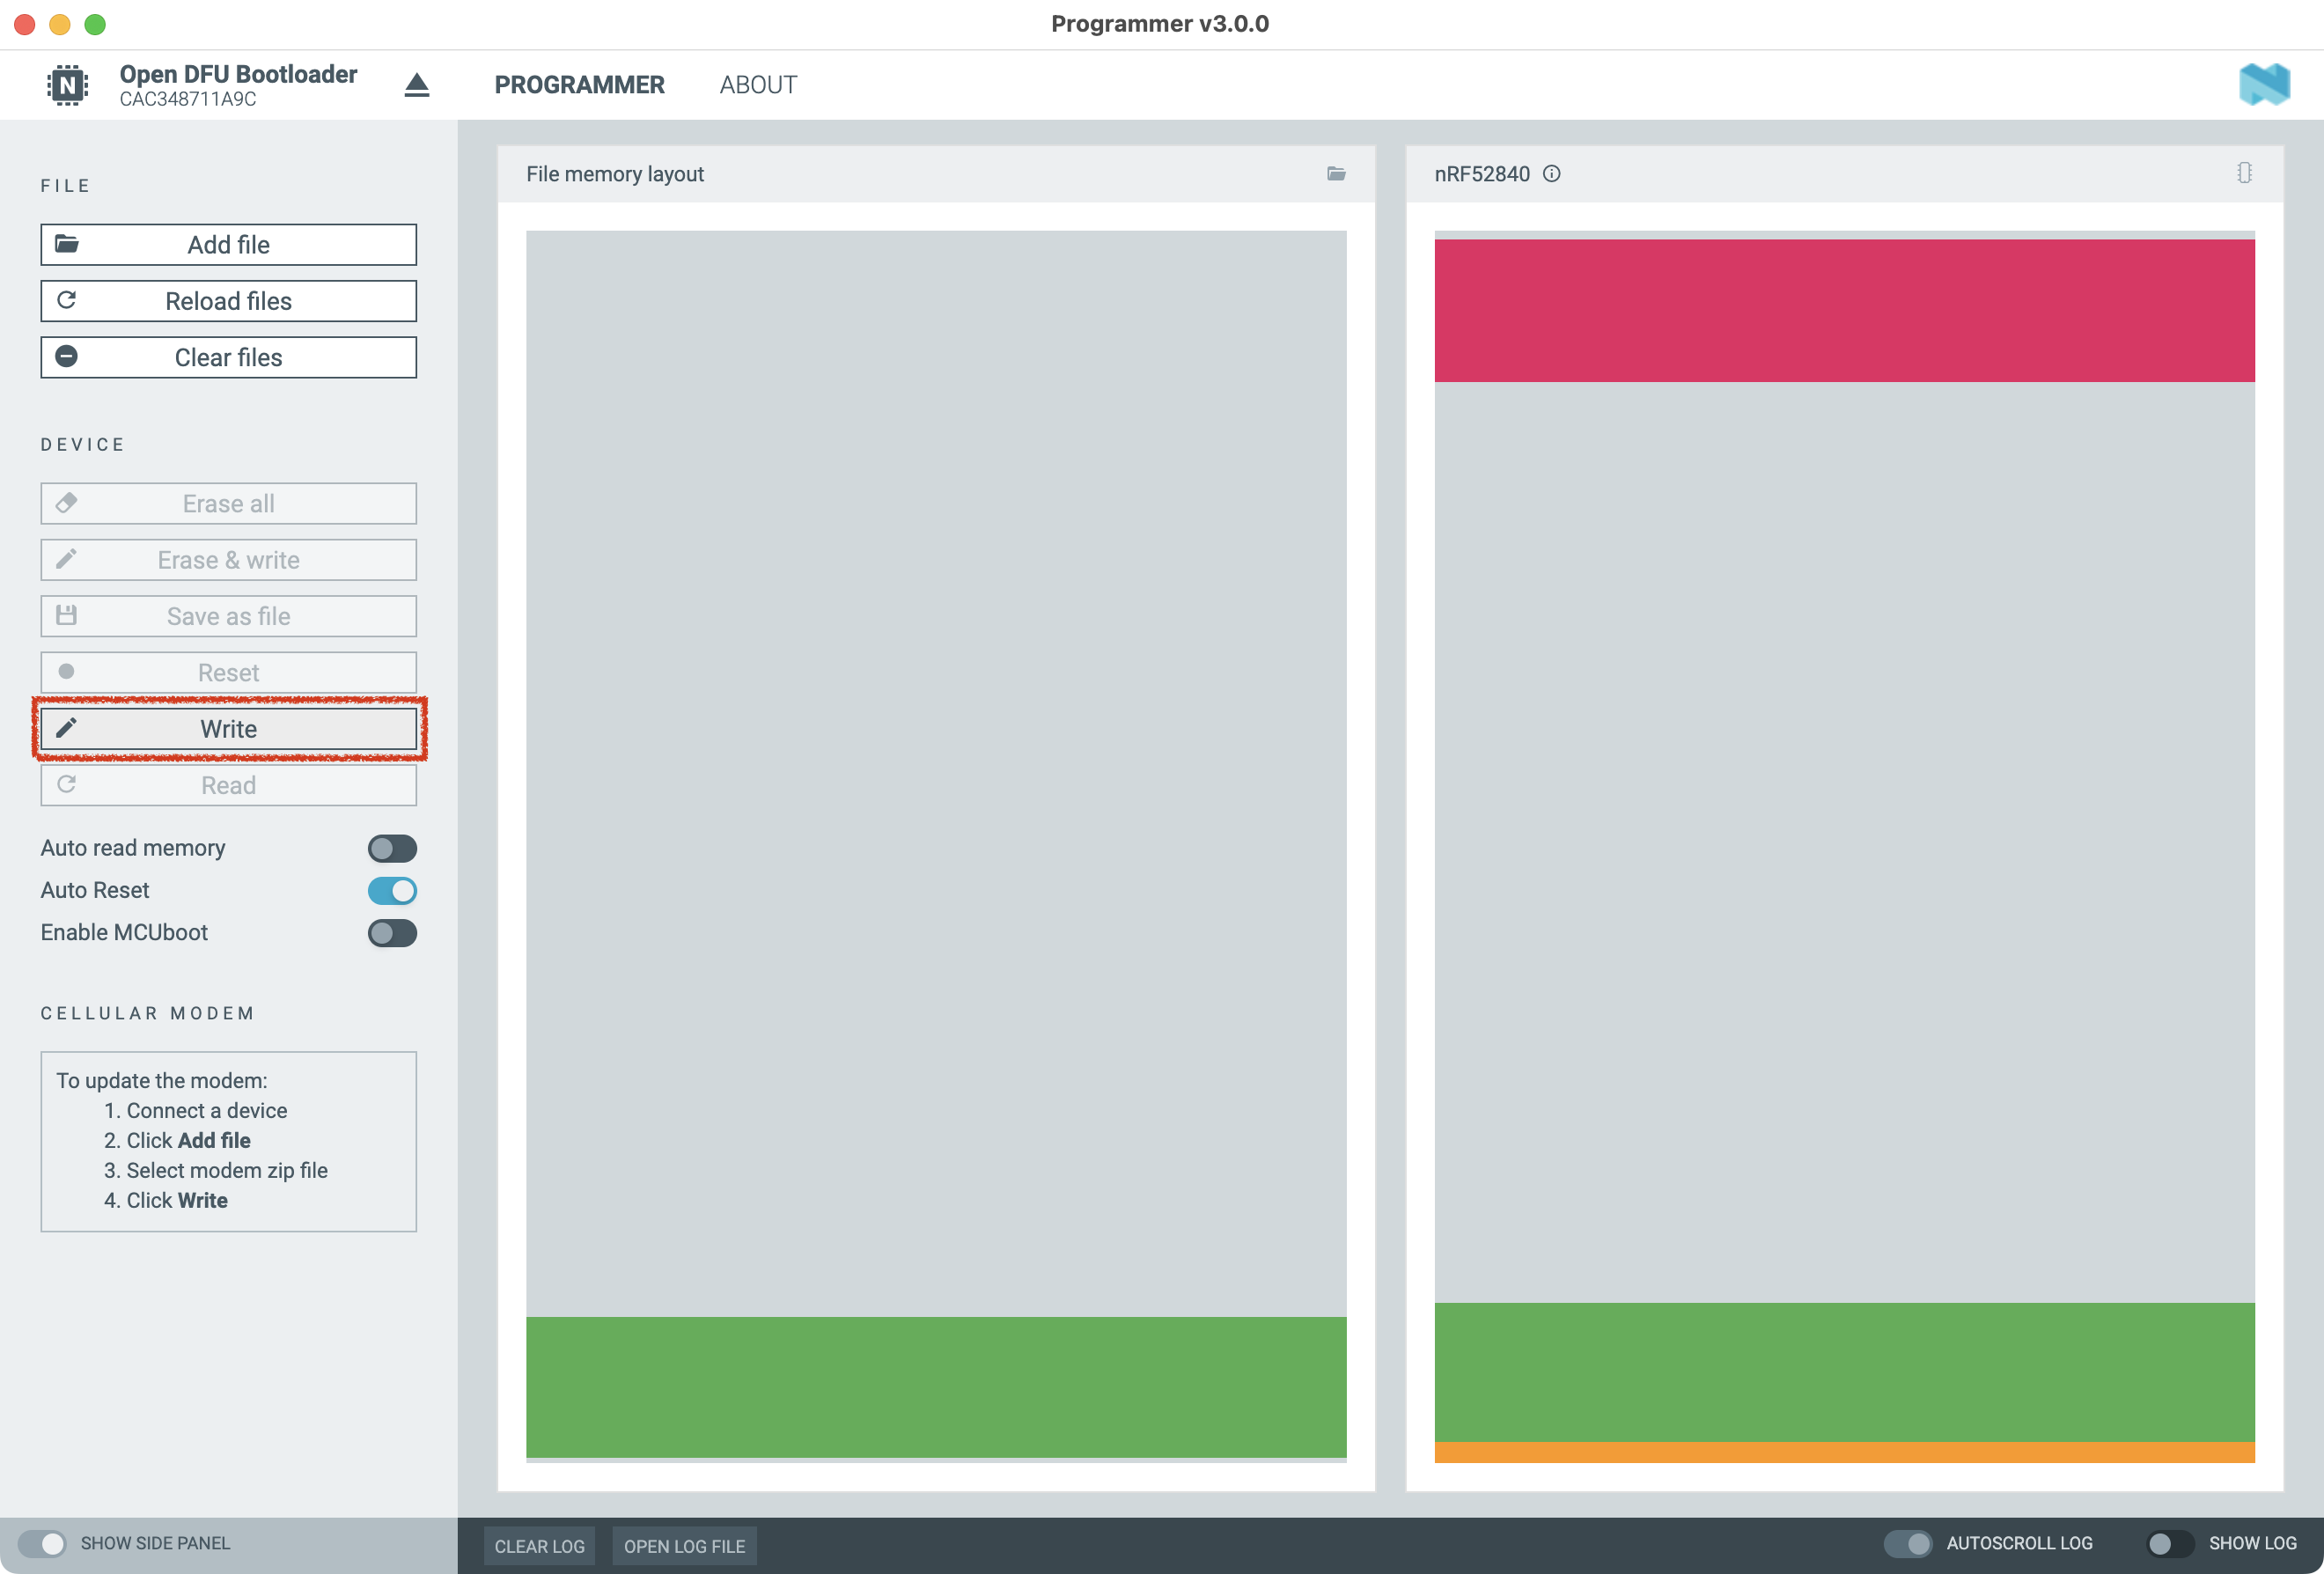 Programmer v3.0.0
N
Open DFU Bootloader
CAC348711A9C
PROGRAMMER
ABOUT
FILE
Add file
Reload files
Clear files
DEVICE
Erase all
Erase & write
Save as file
Reset
Write
Read
Auto read memory
Auto Reset
Enable MCUboot
CELLULAR MODEM
To update the modem:
1. Connect a device
2. Click Add file
3. Select modem zip file
4. Click Write
File memory layout
nRF52840
SHOW SIDE PANEL
CLEAR LOG
OPEN LOG FILE
AUTOSCROLL LOG
SHOW LOG